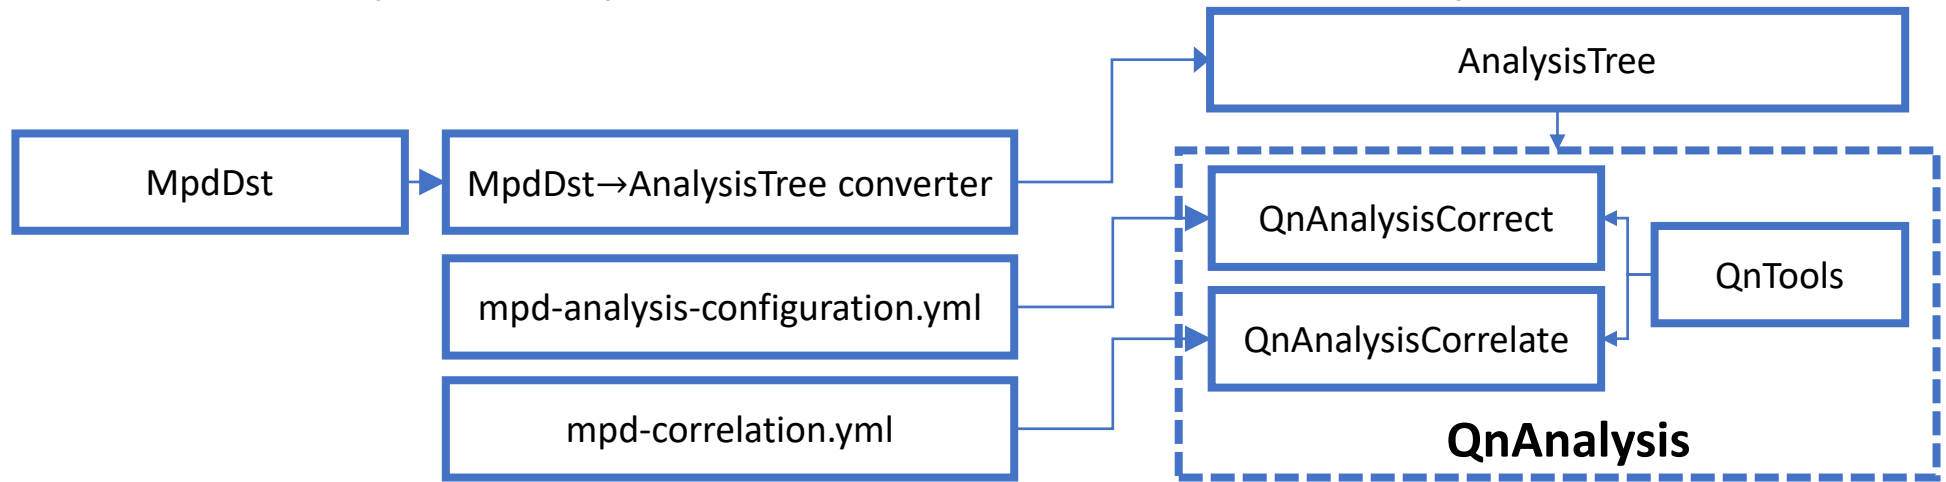 AnalysisTree
MpdDst
MpdDst→AnalysisTree converter
QnAnalysisCorrect
QnTools
mpd-analysis-configuration.yml
QnAnalysisCorrelate
mpd-correlation.yml
QnAnalysis